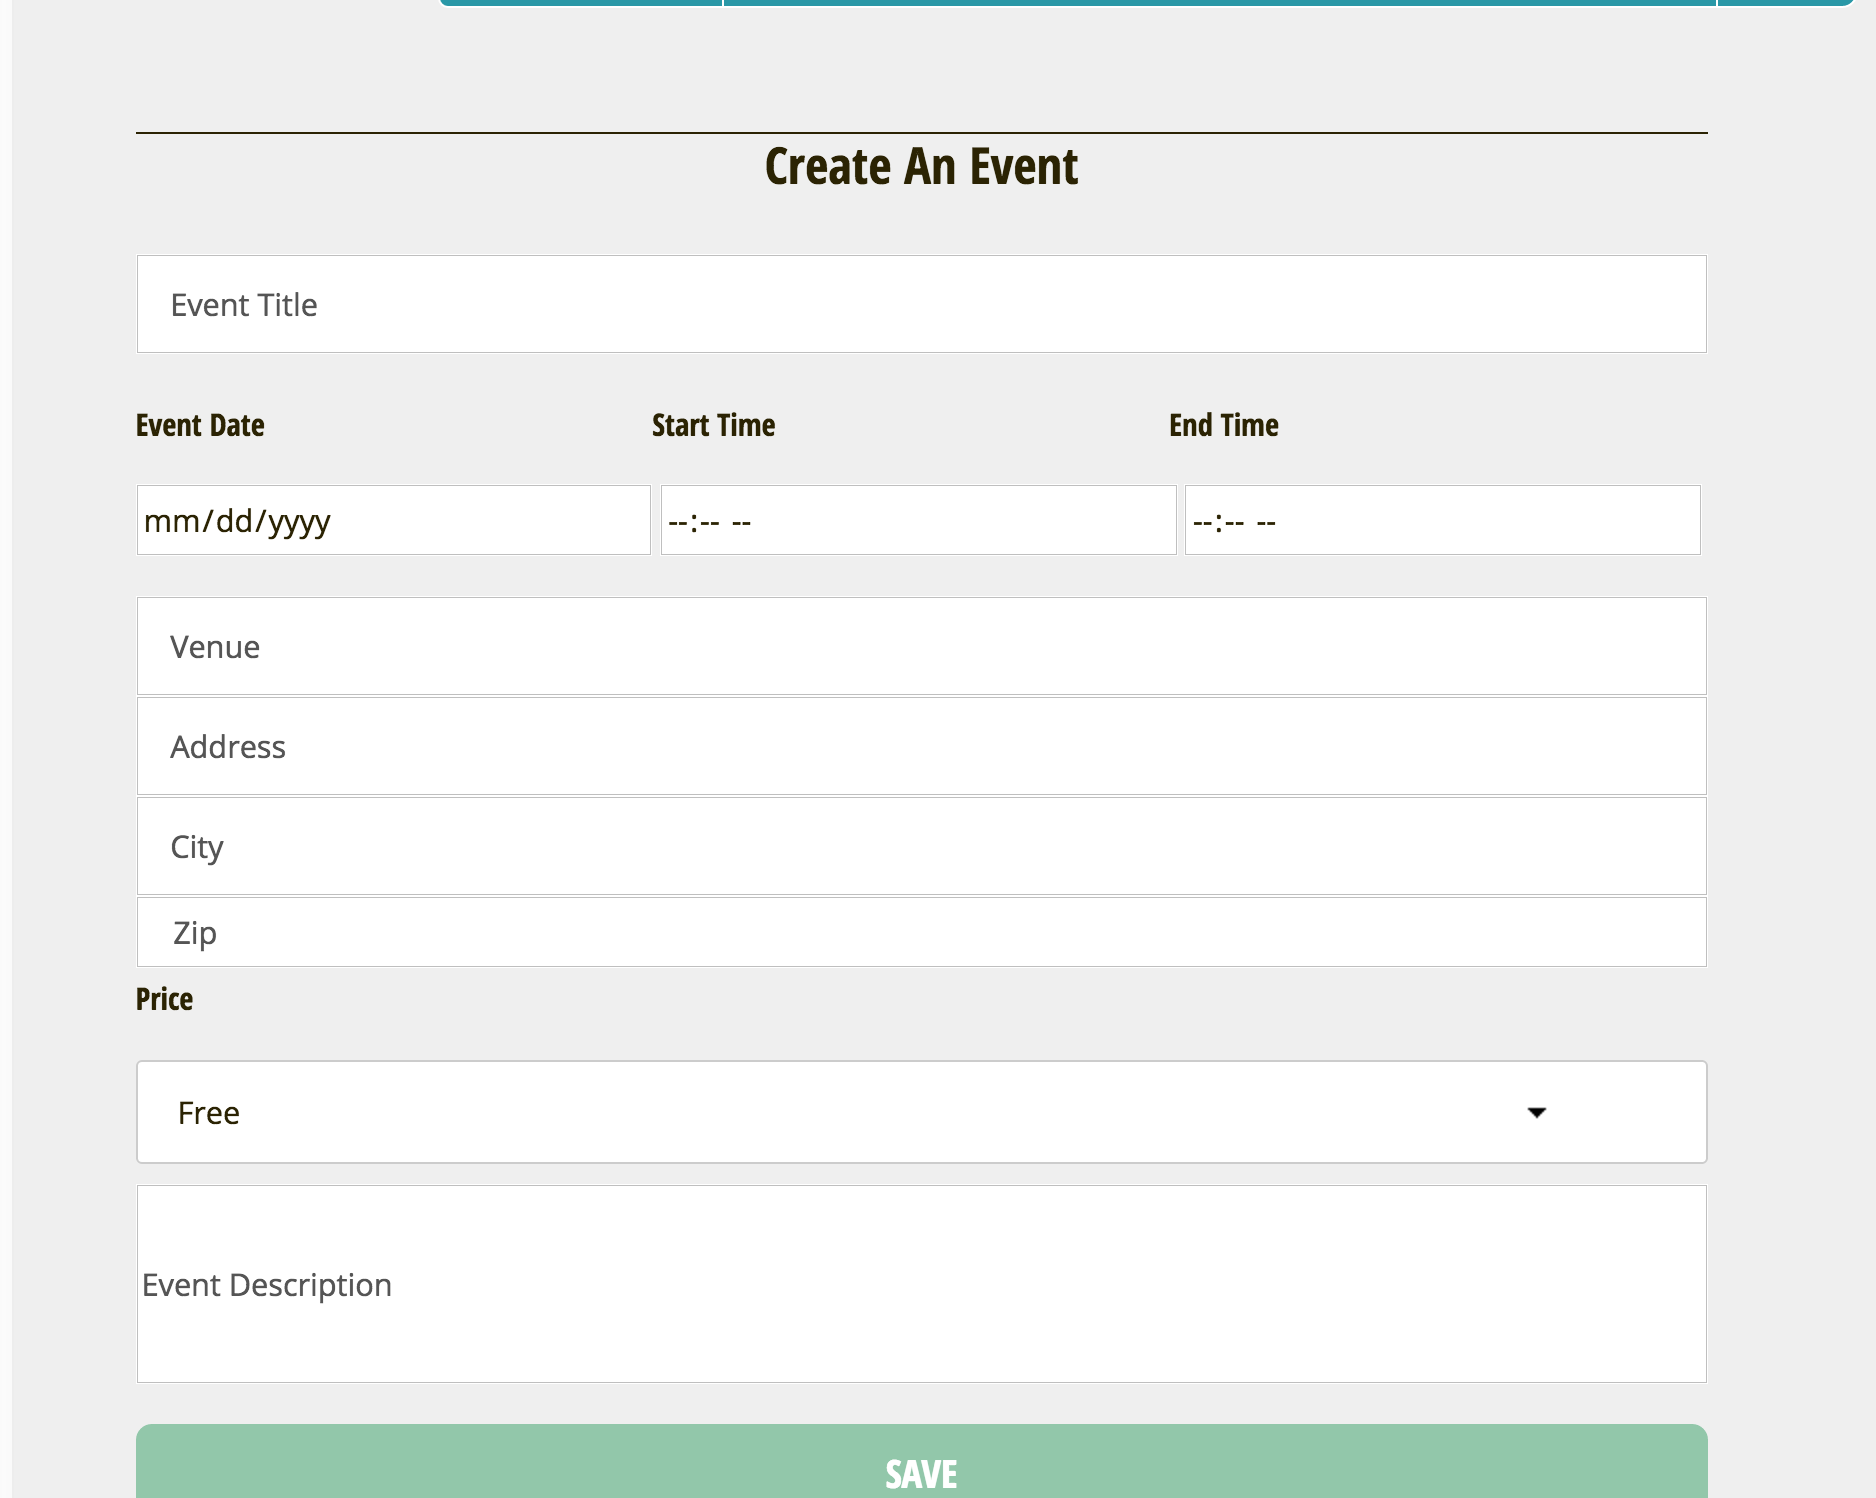 Create An Event
Event Title
Event Date Start Time End Time
mm/dd/yyyy --:-- -- --:-- --
Venue
Address
City
Zip
Price
Free
Event Description
SAVE